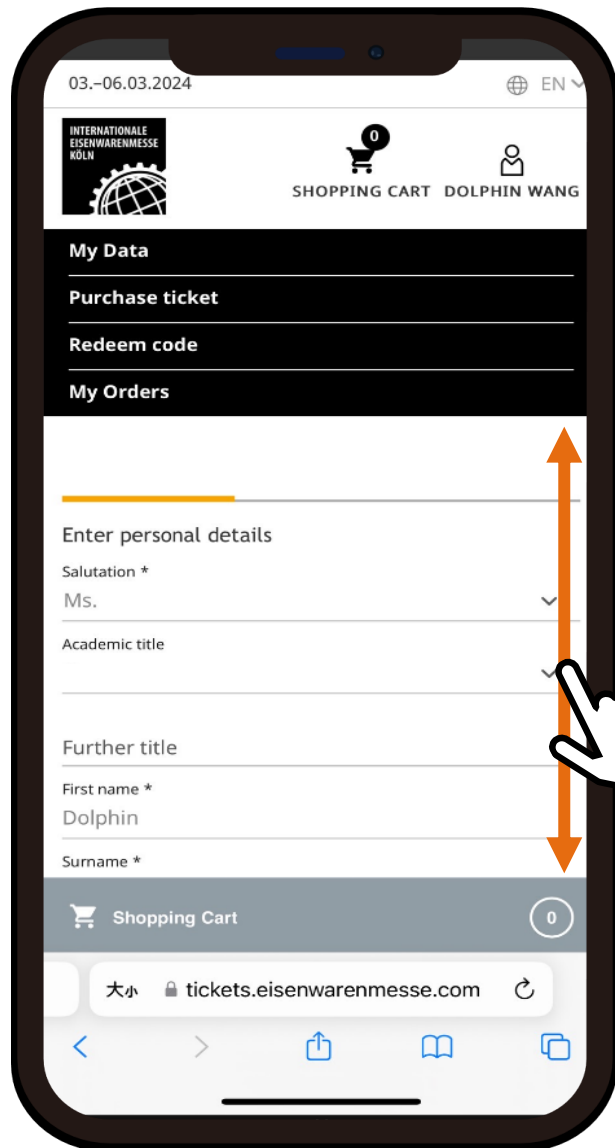 03.–06.03.2024 EN
INTERNATIONALE
EISENWARENMESSE
KÖLN
0
SHOPPING CART DOLPHIN WANG
My Data
Purchase ticket
Redeem code
My Orders
Enter personal details
Salutation *
Ms.
Academic title
Further title
First name *
Dolphin
Surname *
Shopping Cart 0
大小 tickets.eisenwarenmesse.com